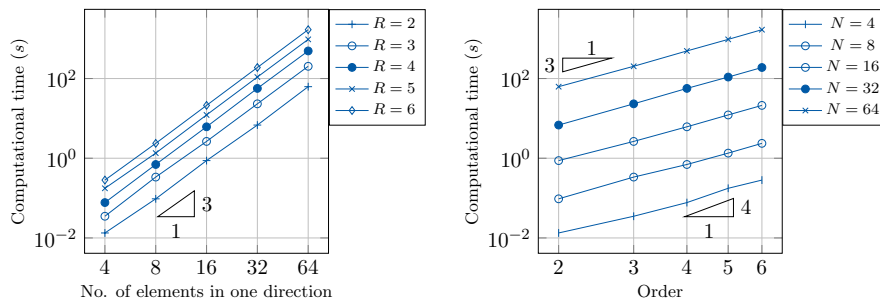 Computational time (s)
10^2
10^0
10^−2
4 8 16 32 64
No. of elements in one direction
3
1
R = 2
R = 3
R = 4
R = 5
R = 6
Computational time (s)
10^2
10^0
10^−2
2 3 4 5 6
Order
3
1
4
1
N = 4
N = 8
N = 16
N = 32
N = 64